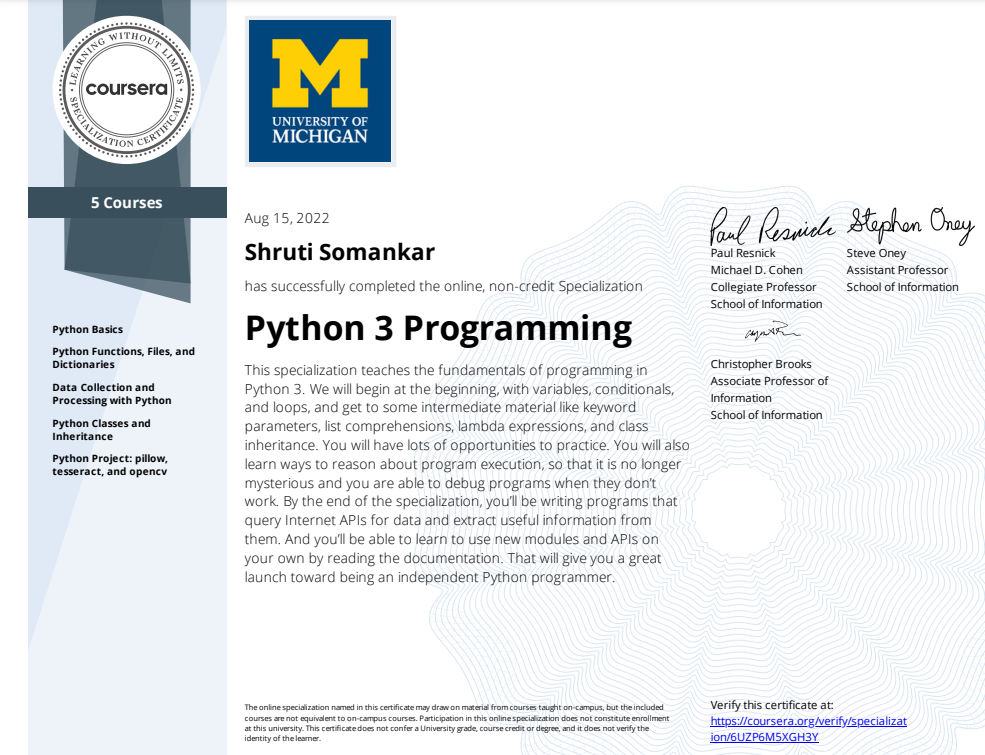 LEARNING WITHOUT LIMITS
coursera
SPECIALIZATION CERTIFICATE
5 Courses
Python Basics
Python Functions, Files, and
Dictionaries
Data Collection and
Processing with Python
Python Classes and
Inheritance
Python Project: pillow,
tesseract, and opencv
M
UNIVERSITY OF
MICHIGAN
Aug 15, 2022
Shruti Somankar
has successfully completed the online, non-credit Specialization
Python 3 Programming
This specialization teaches the fundamentals of programming in
Python 3. We will begin at the beginning, with variables, conditionals,
and loops, and get to some intermediate material like keyword
parameters, list comprehensions, lambda expressions, and class
inheritance. You will have lots of opportunities to practice. You will also
learn ways to reason about program execution, so that it is no longer
mysterious and you are able to debug programs when they don't
work. By the end of the specialization, you'll be writing programs that
query Internet APIs for data and extract useful information from
them. And you'll be able to learn to use new modules and APIs on
your own by reading the documentation. That will give you a great
launch toward being an independent Python programmer.
Paul Resnick
Paul Resnick
Michael D. Cohen
Collegiate Professor
School of Information
Stephen Oney
Steve Oney
Assistant Professor
School of Information
Christopher Brooks
Associate Professor of
Information
School of Information
The online specialization named in this certificate may draw on material from courses taught on-campus, but the included
courses are not equivalent to on-campus courses. Participation in this online specialization does not constitute enrollment
at this university. This certificate does not confer a University grade, course credit or degree, and it does not verify the
identity of the learner.
Verify this certificate at:
https://coursera.org/verify/specializat
ion/6UZP6M5XGH3Y